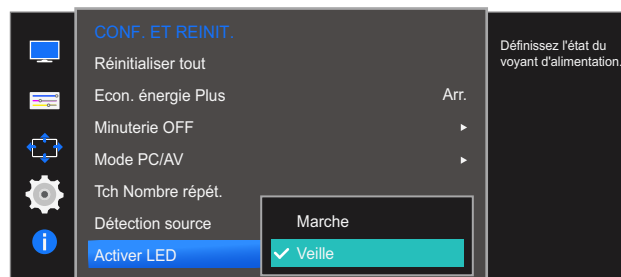 CONF. ET REINIT.
Réinitialiser tout
Econ. énergie Plus Arr.
Minuterie OFF
Mode PC/AV
Tch Nombre répét.
Détection source
Activer LED
Marche
Veille
Définissez l'état du
voyant d'alimentation.